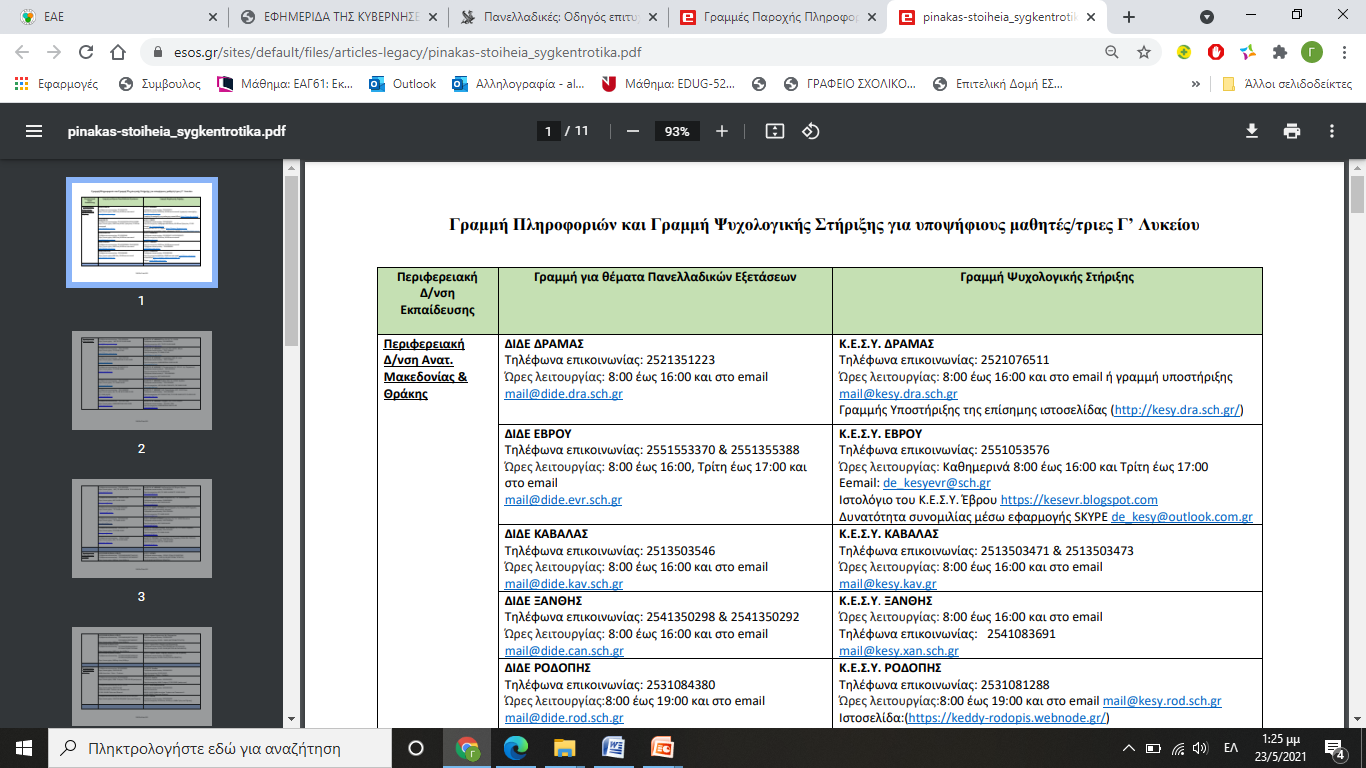 ΕΑΕ
ΕΦΗΜΕΡΙΔΑ ΤΗΣ ΚΥΒΕΡΝΗΣΕ
Πανελλαδικές: Οδηγός επιτυ
Γραμμές Παροχής Πληροφορ
pinakas-stoiheia_sygkentrotik
esos.gr/sites/default/files/articles-legacy/pinakas-stoiheia_sygkentrotika.pdf
Γ
Εφαρμογές
Συμβουλος
Μάθημα: ΕΑΓ61: Εκ...
Outlook
Αλληλογραφία - al...
Μάθημα: EDUG-52...
ΓΡΑΦΕΙΟ ΣΧΟΛΙΚΟ...
Επιτελική Δομή ΕΣ...
»
Άλλοι σελιδοδείκτες
pinakas-stoiheia_sygkentrotika.pdf
1 / 11
93%
1
2
3
Γραμμή Πληροφοριών και Γραμμή Ψυχολογικής Στήριξης για υποψήφιους μαθητές/τριες Γ’ Λυκείου
Περιφερειακή
Δ/νση
Εκπαίδευσης
Γραμμή για θέματα Πανελλαδικών Εξετάσεων
Γραμμή Ψυχολογικής Στήριξης
Περιφερειακή
Δ/νση Ανατ.
Μακεδονίας &
Θράκης
ΔΙΔΕ ΔΡΑΜΑΣ
Τηλέφωνα επικοινωνίας: 2521351223
Ώρες λειτουργίας: 8:00 έως 16:00 και στο email
mail@dide.dra.sch.gr
Κ.Ε.Σ.Υ. ΔΡΑΜΑΣ
Τηλέφωνα επικοινωνίας: 2521076511
Ώρες λειτουργίας: 8:00 έως 16:00 και στο email ή γραμμή υποστήριξης
mail@kesy.dra.sch.gr
Γραμμής Υποστήριξης της επίσημης ιστοσελίδας (http://kesy.dra.sch.gr/)
ΔΙΔΕ ΕΒΡΟΥ
Τηλέφωνα επικοινωνίας: 2551553370 & 2551355388
Ώρες λειτουργίας: 8:00 έως 16:00, Τρίτη έως 17:00 και
στο email
mail@dide.evr.sch.gr
Κ.Ε.Σ.Υ. ΕΒΡΟΥ
Τηλέφωνα επικοινωνίας: 2551053576
Ώρες λειτουργίας: Καθημερινά 8:00 έως 16:00 και Τρίτη έως 17:00
Eemail: de_kesyevr@sch.gr
Ιστολόγιο του Κ.Ε.Σ.Υ. Έβρου https://kesevr.blogspot.com
Δυνατότητα συνομιλίας μέσω εφαρμογής SKYPE de_kesy@outlook.com.gr
ΔΙΔΕ ΚΑΒΑΛΑΣ
Τηλέφωνα επικοινωνίας: 2513503546
Ώρες λειτουργίας: 8:00 έως 16:00 και στο email
mail@dide.kav.sch.gr
Κ.Ε.Σ.Υ. ΚΑΒΑΛΑΣ
Τηλέφωνα επικοινωνίας: 2513503471 & 2513503473
Ώρες λειτουργίας: 8:00 έως 16:00 και στο email
mail@kesy.kav.gr
ΔΙΔΕ ΞΑΝΘΗΣ
Τηλέφωνα επικοινωνίας: 2541350298 & 2541350292
Ώρες λειτουργίας: 8:00 έως 16:00 και στο email
mail@dide.can.sch.gr
Κ.Ε.Σ.Υ. ΞΑΝΘΗΣ
Ώρες λειτουργίας: 8:00 έως 16:00 και στο email
Τηλέφωνα επικοινωνίας: 2541083691
mail@kesy.xan.sch.gr
ΔΙΔΕ ΡΟΔΟΠΗΣ
Τηλέφωνα επικοινωνίας: 2531084380
Ώρες λειτουργίας:8:00 έως 19:00 και στο email
mail@dide.rod.sch.gr
Κ.Ε.Σ.Υ. ΡΟΔΟΠΗΣ
Τηλέφωνα επικοινωνίας: 2531081288
Ώρες λειτουργίας:8:00 έως 19:00 και στο email mail@kesy.rod.sch.gr
Ιστοσελίδα:(https://keddy-rodopis.webnode.gr/)
Πληκτρολογήστε εδώ για αναζήτηση
ΕΛ
1:25 μμ
23/5/2021
4